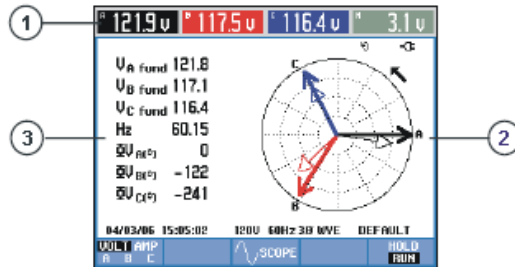 1
A 121.9 V B 117.5 V C 116.4 V N 3.1 V
VA fund 121.8
VB fund 117.1
VC fund 116.4
Hz 60.15
ΦVA(°) 0
ΦVB(°) -122
ΦVC(°) -241
C
A
B
3
2
04/03/06 15:05:02 120V 60Hz 3Ø WYE DEFAULT
VOLT AMP
A B C
SCOPE
HOLD
RUN